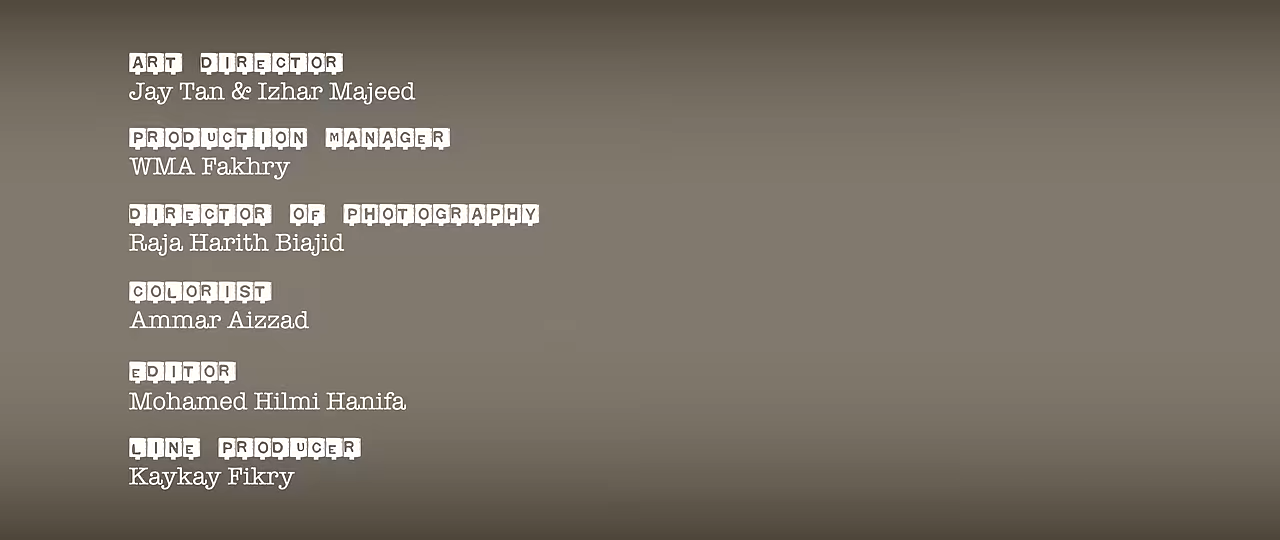 ART DIRECTOR
Jay Tan & Izhar Majeed
PRODUCTION MANAGER
WMA Fakhry
DIRECTOR OF PHOTOGRAPHY
Raja Harith Biajid
COLORIST
Ammar Aizzad
EDITOR
Mohamed Hilmi Hanifa
LINE PRODUCER
Kaykay Fikry